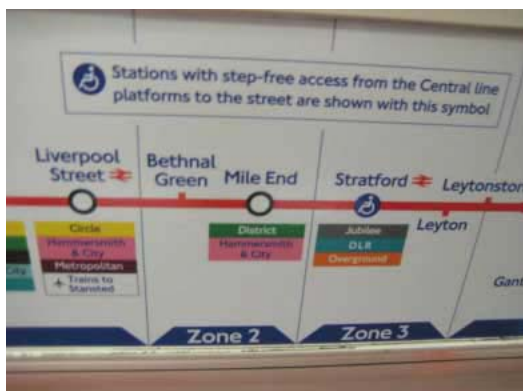 Stations with step-free access from the Central line
platforms to the street are shown with this symbol
Liverpool
Street
Bethnal
Green
Mile End
Stratford
Leytonston
Leyton
Circle
Hammersmith
& City
Metropolitan
Trains to
Stansted
District
Hammersmith
& City
Jubilee
DLR
Overground
City
Gant
Zone 2
Zone 3